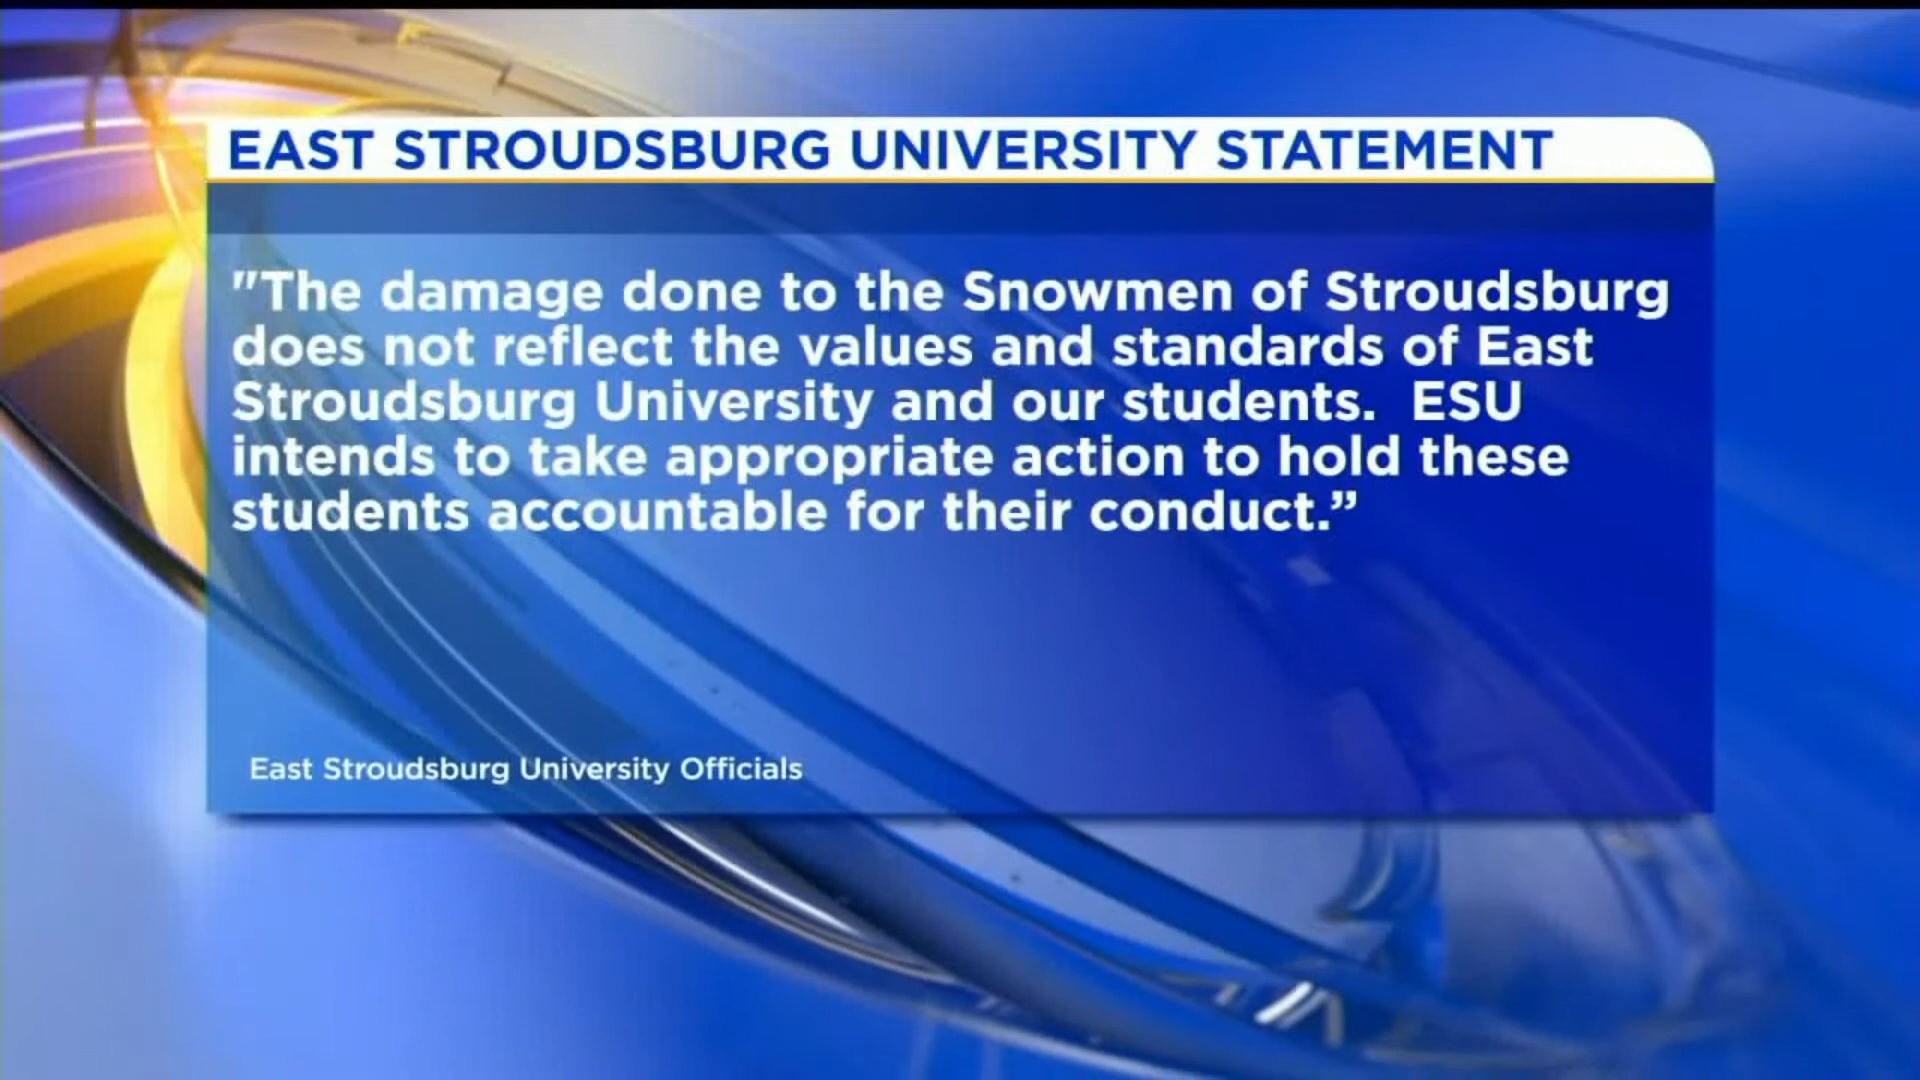 EAST STROUDSBURG UNIVERSITY STATEMENT
"The damage done to the Snowmen of Stroudsburg
does not reflect the values and standards of East
Stroudsburg University and our students.  ESU
intends to take appropriate action to hold these
students accountable for their conduct.”
East Stroudsburg University Officials